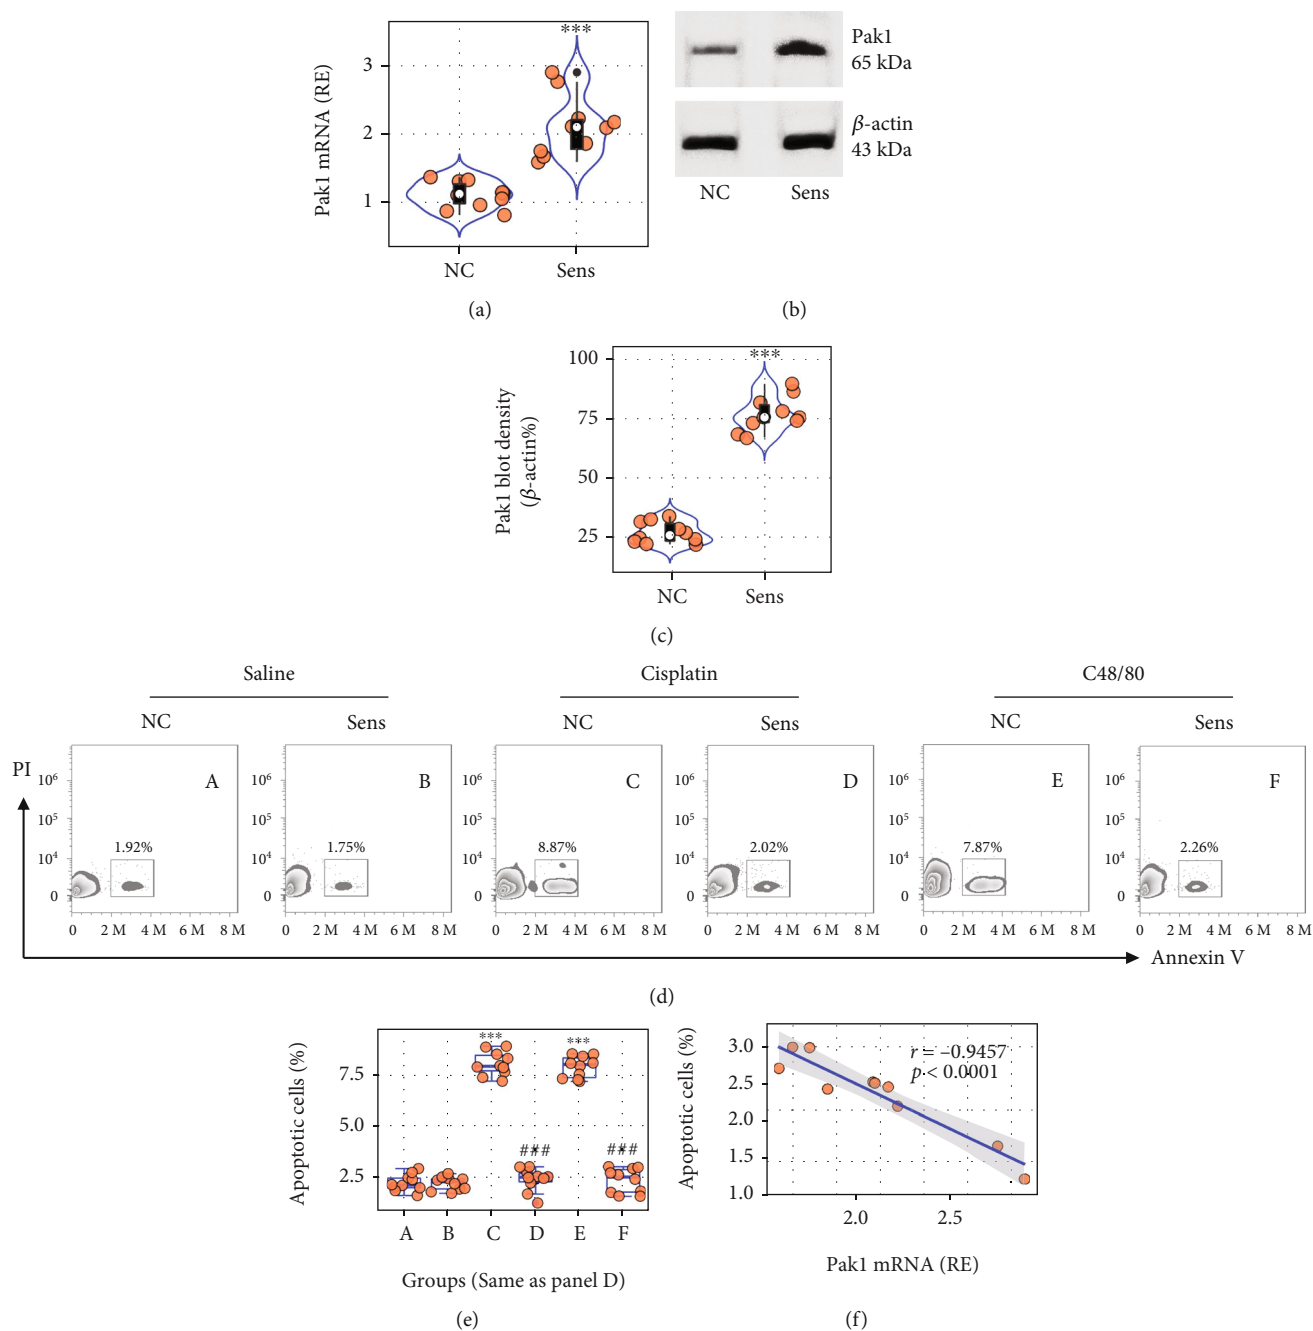 ***
3
2
1
Pak1 mRNA (RE)
NC
Sens
(a)
Pak1
65 kDa
β-actin
43 kDa
NC
Sens
(b)
***
100
75
50
25
Pak1 blot density
(β-actin%)
NC
Sens
(c)
Saline
Cisplatin
C48/80
NC
Sens
NC
Sens
NC
Sens
PI
10⁶
10⁵
10⁴
0
A
1.92%
0 2 M 4 M 6 M 8 M
10⁶
10⁵
10⁴
0
B
1.75%
0 2 M 4 M 6 M 8 M
10⁶
10⁵
10⁴
0
C
8.87%
0 2 M 4 M 6 M 8 M
10⁶
10⁵
10⁴
0
D
2.02%
0 2 M 4 M 6 M 8 M
10⁶
10⁵
10⁴
0
E
7.87%
0 2 M 4 M 6 M 8 M
10⁶
10⁵
10⁴
0
F
2.26%
0 2 M 4 M 6 M 8 M
Annexin V
(d)
***
***
7.5
5.0
2.5
###
###
Apoptotic cells (%)
A B C D E F
Groups (Same as panel D)
(e)
3.0
2.5
2.0
1.5
1.0
Apoptotic cells (%)
r = −0.9457
p < 0.0001
2.0 2.5
Pak1 mRNA (RE)
(f)